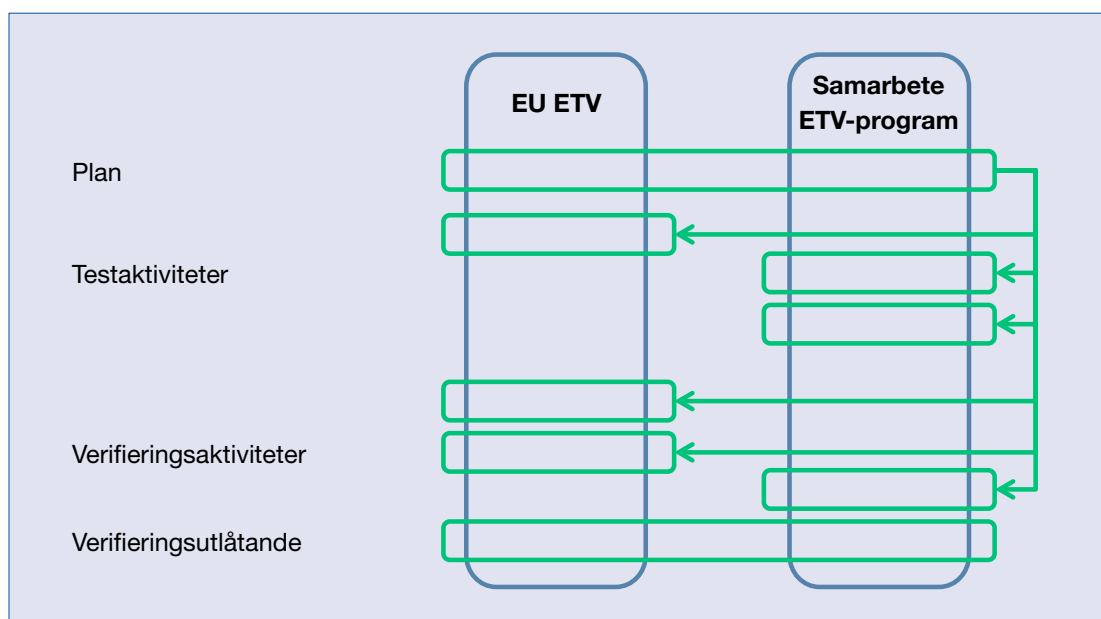 EU ETV
Samarbete
ETV-program
Plan
Testaktiviteter
Verifieringsaktiviteter
Verifieringsutlåtande